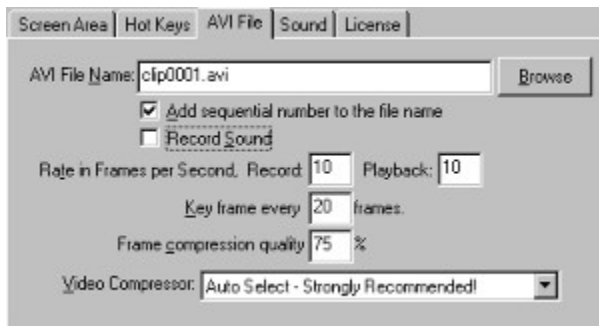 Screen Area Hot Keys AVI File Sound License
AVI File Name: clip0001.avi Browse
Add sequential number to the file name
Record Sound
Rate in Frames per Second, Record: 10 Playback: 10
Key frame every 20 frames.
Frame compression quality 75 %
Video Compressor: Auto Select - Strongly Recommended!